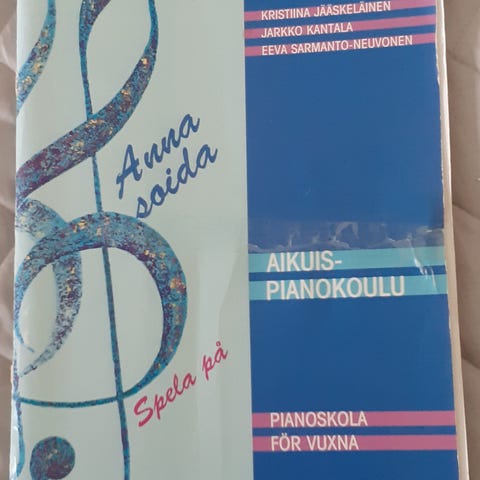 KRISTIINA JÄÄSKELÄINEN
JARKKO KANTALA
EEVA SARMANTO-NEUVONEN
Anna
soida
AIKUIS-
PIANOKOULU
Spela på
PIANOSKOLA
FÖR VUXNA